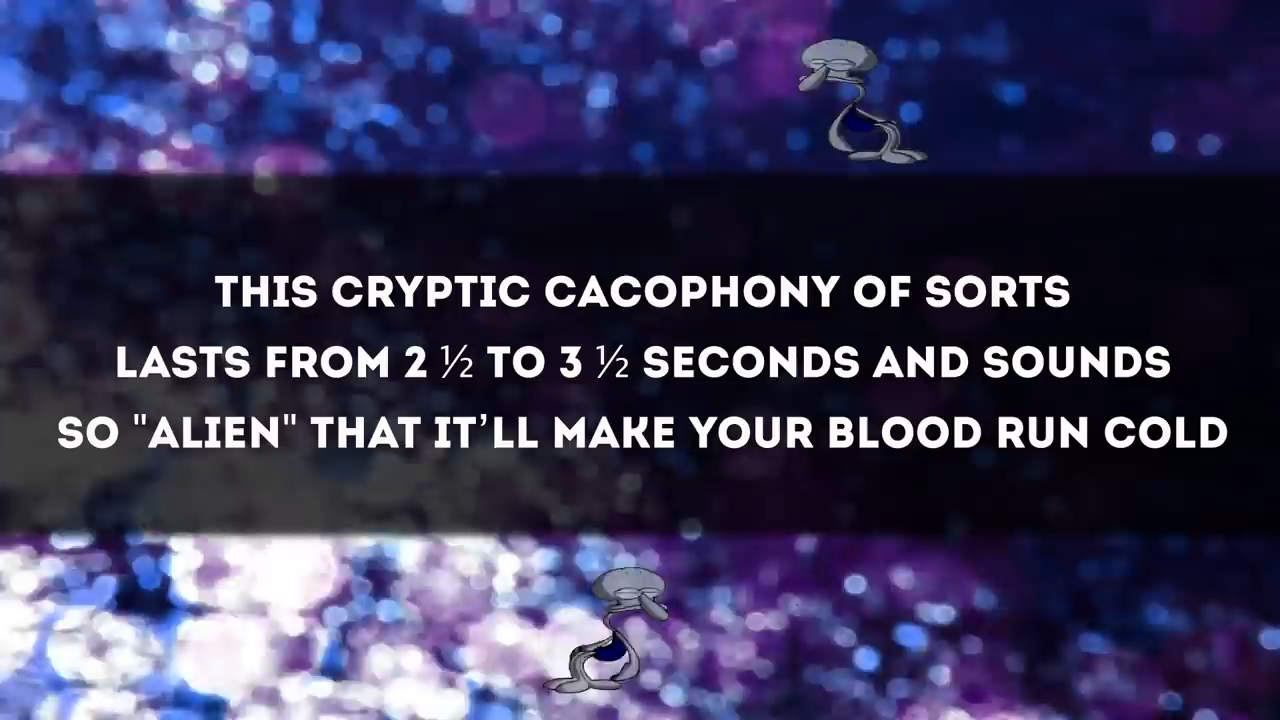 THIS CRYPTIC CACOPHONY OF SORTS
LASTS FROM 2 ½ TO 3 ½ SECONDS AND SOUNDS
SO "ALIEN" THAT IT’LL MAKE YOUR BLOOD RUN COLD